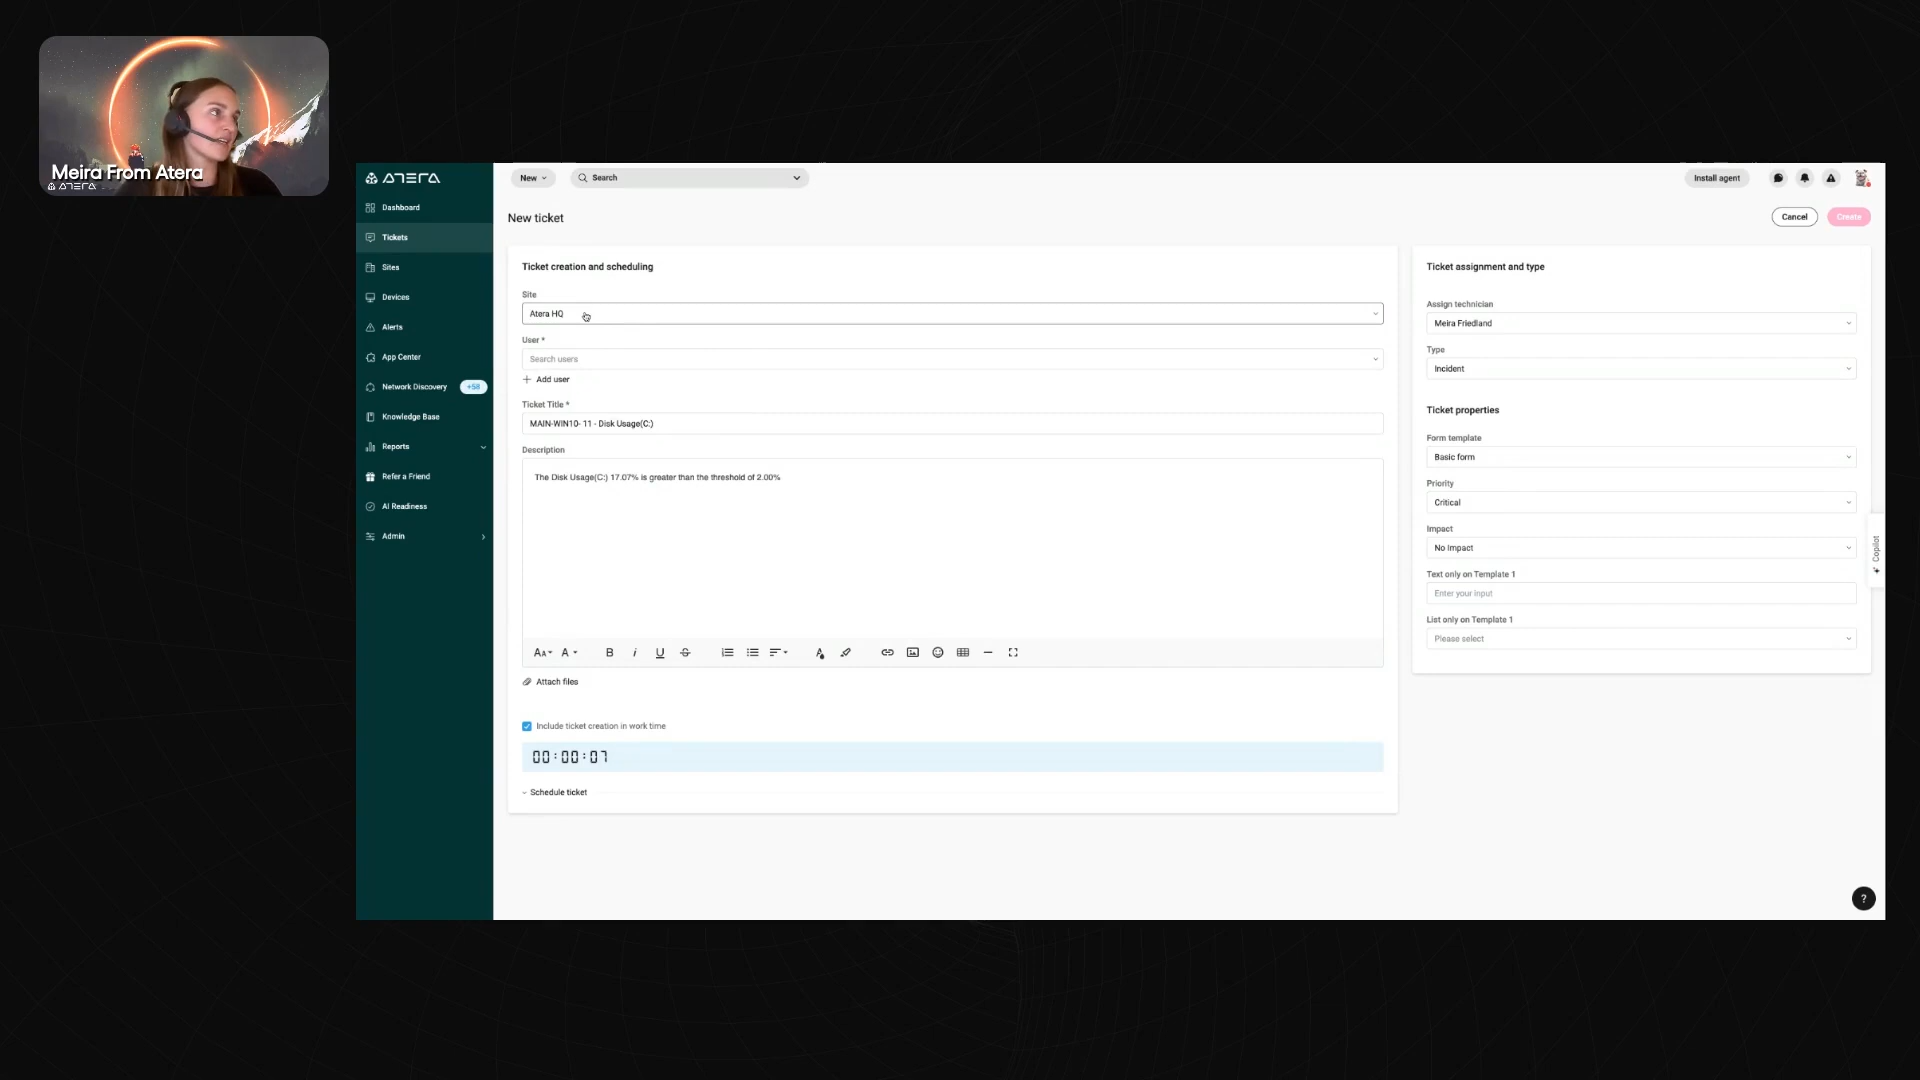 Meira From Atera
ATERA
ATERA
Dashboard
Tickets
Sites
Devices
Alerts
App Center
Network Discovery +58
Knowledge Base
Reports
Refer a Friend
AI Readiness
Admin
New
Search
Install agent
New ticket
Cancel
Create
Ticket creation and scheduling
Site
Atera HQ
User *
Search users
Add user
Ticket Title *
MAIN-WIN10- 11 - Disk Usage(C:)
Description
The Disk Usage(C:) 17.07% is greater than the threshold of 2.00%
Attach files
Include ticket creation in work time
00:00:07
Schedule ticket
Ticket assignment and type
Assign technician
Meira Friedland
Type
Incident
Ticket properties
Form template
Basic form
Priority
Critical
Impact
No Impact
Text only on Template 1
Enter your input
List only on Template 1
Please select
Copilot